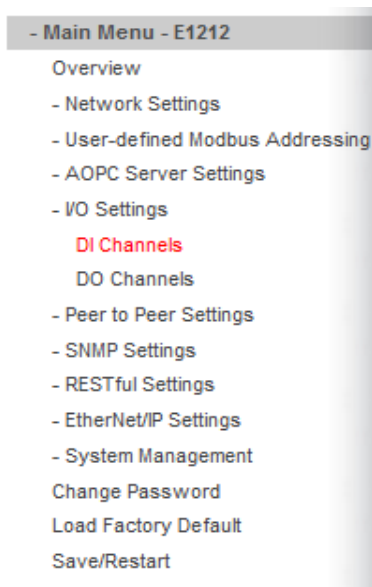 - Main Menu - E1212
Overview
- Network Settings
- User-defined Modbus Addressing
- AOPC Server Settings
- I/O Settings
DI Channels
DO Channels
- Peer to Peer Settings
- SNMP Settings
- RESTful Settings
- EtherNet/IP Settings
- System Management
Change Password
Load Factory Default
Save/Restart